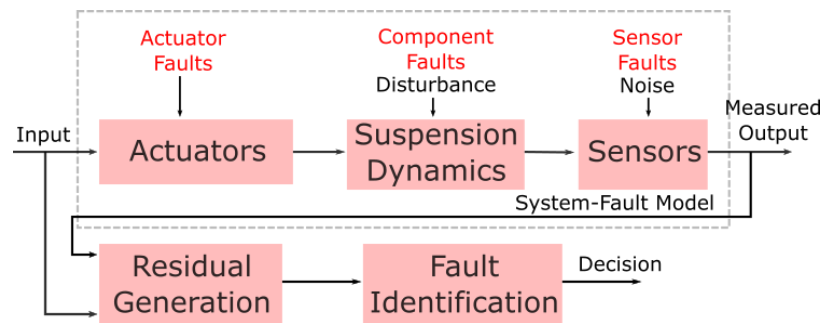 Actuator
Faults
Component
Faults
Disturbance
Sensor
Faults
Noise
Measured
Output
Input
Actuators
Suspension
Dynamics
Sensors
System-Fault Model
Residual
Generation
Fault
Identification
Decision